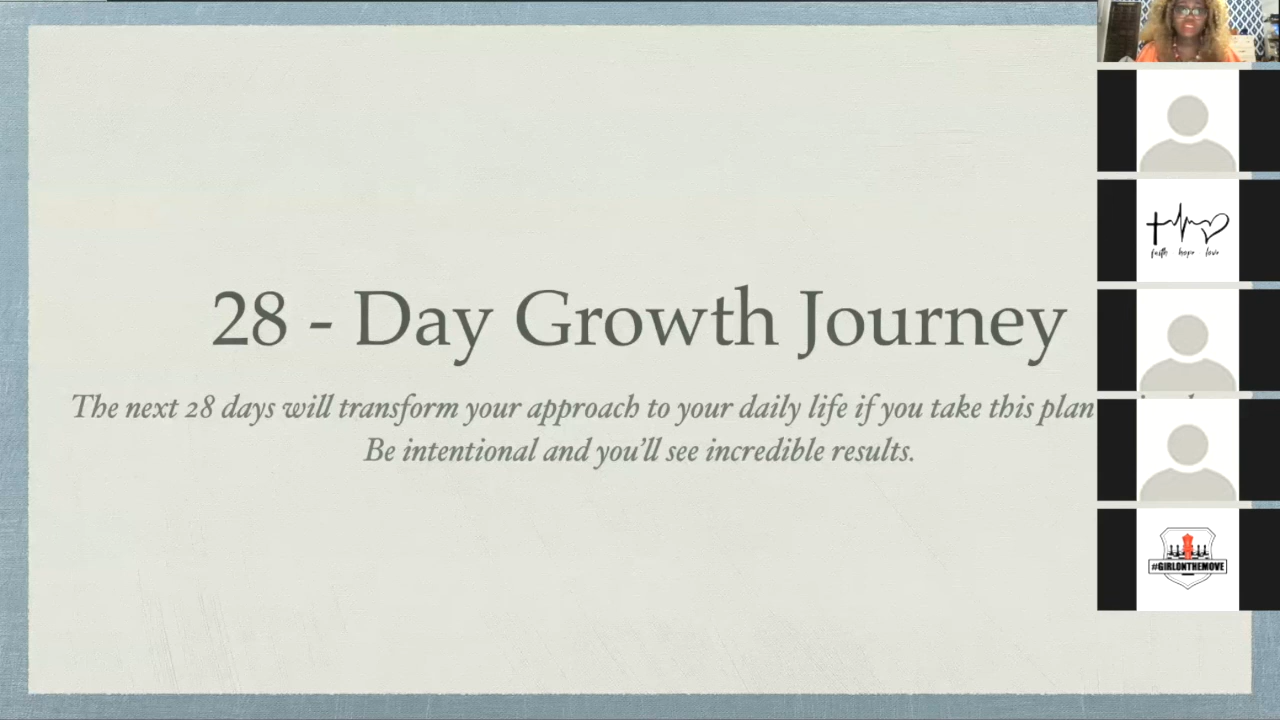 28 - Day Growth Journey
The next 28 days will transform your approach to your daily life if you take this plan
Be intentional and you'll see incredible results.
faith hope love
#GIRLONTHEMOVE